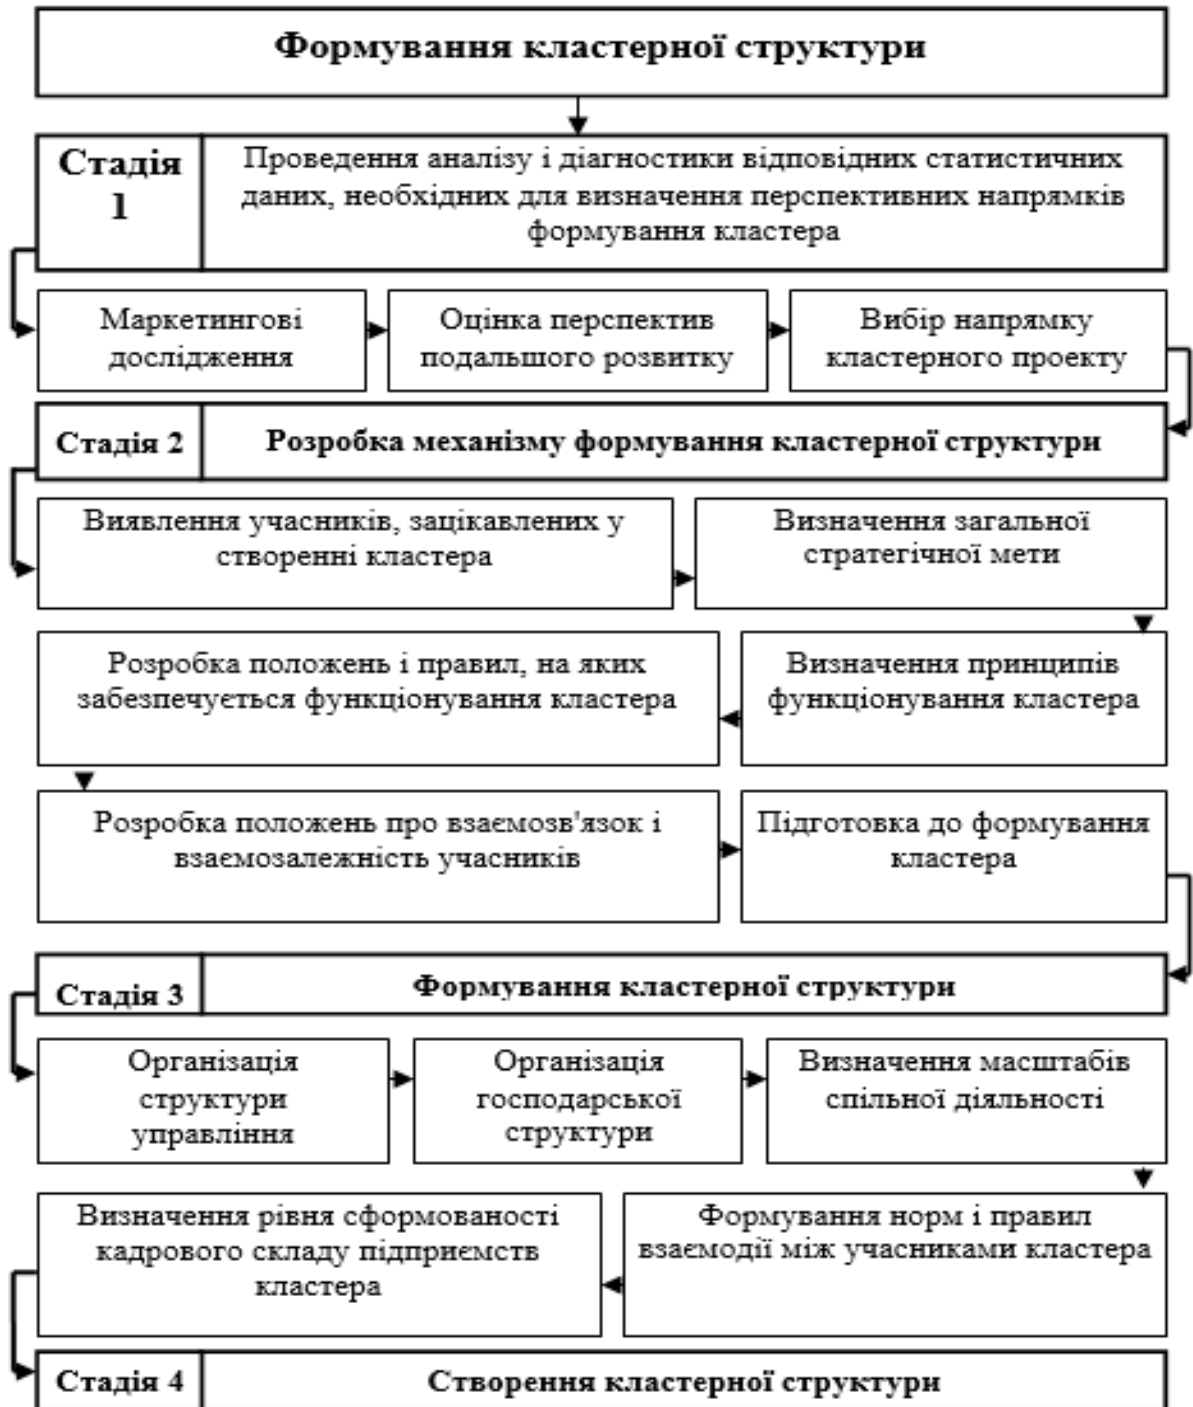 Формування кластерної структури
Стадія
1
Проведення аналізу і діагностики відповідних статистичних
даних, необхідних для визначення перспективних напрямків
формування кластера
Маркетингові
дослідження
Оцінка перспектив
подальшого розвитку
Вибір напрямку
кластерного проекту
Стадія 2
Розробка механізму формування кластерної структури
Виявлення учасників, зацікавлених у
створенні кластера
Визначення загальної
стратегічної мети
Розробка положень і правил, на яких
забезпечується функціонування кластера
Визначення принципів
функціонування кластера
Розробка положень про взаємозв'язок і
взаємозалежність учасників
Підготовка до формування
кластера
Стадія 3
Формування кластерної структури
Організація
структури
управління
Організація
господарської
структури
Визначення масштабів
спільної діяльності
Визначення рівня сформованості
кадрового складу підприємств
кластера
Формування норм і правил
взаємодії між учасниками кластера
Стадія 4
Створення кластерної структури